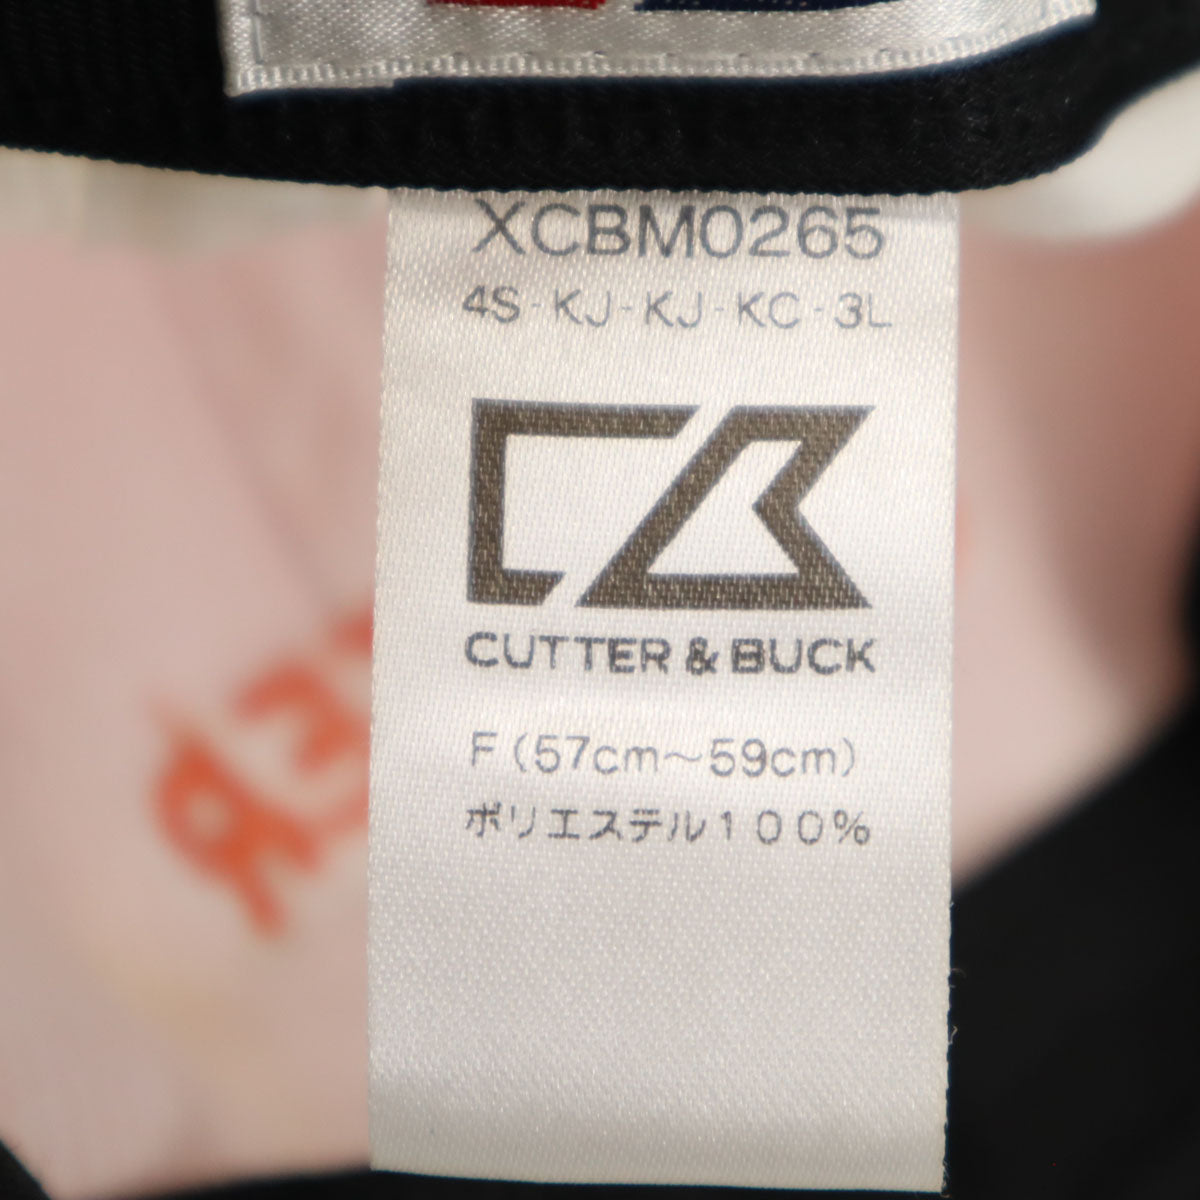 XCBM0265
4S-KJ-KJ-KC-3L
CUTTER & BUCK
F(57cm~59cm)
ポリエステル100%